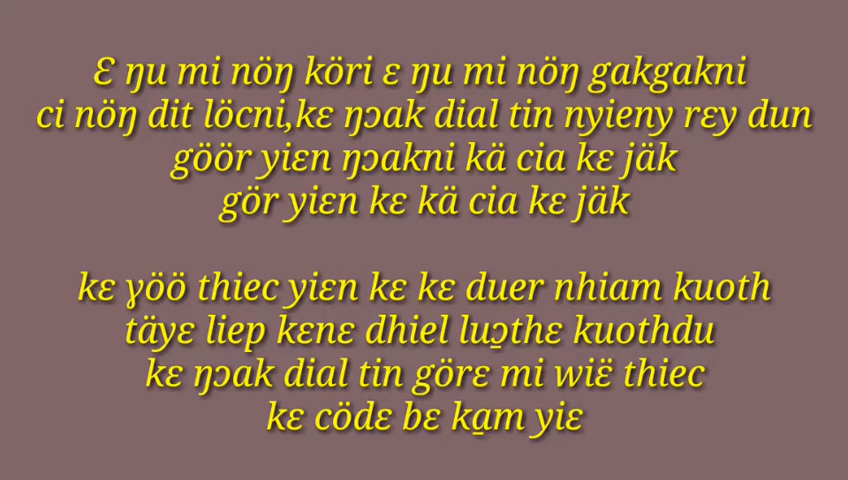 Ɛ ŋu mi nöŋ köri ɛ ŋu mi nöŋ gakgakni
ci nöŋ dit löcni,kɛ ŋɔak dial tin nyieny rɛy dun
göör yiɛn ŋɔakni kä cia kɛ jäk
gör yiɛn kɛ kä cia kɛ jäk
kɛ ɣöö thiec yiɛn kɛ kɛ duer nhiam kuoth
täyɛ liep kɛnɛ dhiel luɔ̱thɛ kuothdu
kɛ ŋɔak dial tin görɛ mi wiɛ̈ thiec
kɛ cödɛ bɛ ka̱m yiɛ